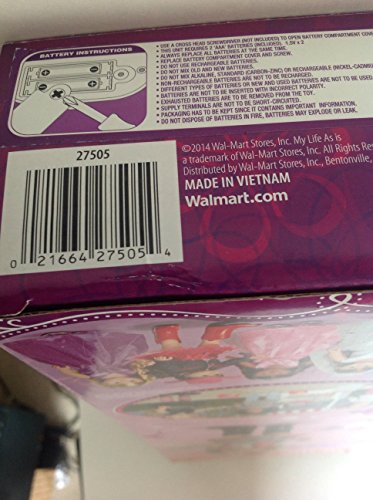 BATTERY INSTRUCTIONS
• USE A CROSS HEAD SCREWDRIVER (NOT INCLUDED) TO OPEN BATTERY COMPARTMENT COVER
• THIS UNIT REQUIRES 2 'AAA' BATTERIES (INCLUDED). 1.5V x 2
• ALWAYS REPLACE ALL BATTERIES AT THE SAME TIME.
• REPLACE BATTERY COMPARTMENT COVER AND SCREW.
• DO NOT USE RECHARGEABLE BATTERIES.
• DO NOT MIX OLD AND NEW BATTERIES.
• DO NOT MIX ALKALINE, STANDARD (CARBON-ZINC) OR RECHARGEABLE (NICKEL-CADMIU
• NON-RECHARGEABLE BATTERIES ARE NOT TO BE RECHARGED.
• DIFFERENT TYPES OF BATTERIES OR NEW AND USED BATTERIES ARE NOT TO BE
• BATTERIES ARE NOT TO BE INSERTED WITH INCORRECT POLARITY.
• EXHAUSTED BATTERIES ARE TO BE REMOVED FROM THE TOY.
• SUPPLY TERMINALS ARE NOT TO BE SHORT-CIRCUITED.
• PACKAGING HAS TO BE KEPT SINCE IT CONTAINS IMPORTANT INFORMATION.
• DO NOT DISPOSE OF BATTERIES IN FIRE, BATTERIES MAY EXPLODE OR LEAK.
27505
0 21664 27505 4
©2014 Wal-Mart Stores, Inc. My Life As is
a trademark of Wal-Mart Stores, Inc. All Rights Res
Distributed by Wal-Mart Stores, Inc., Bentonville,
MADE IN VIETNAM
Walmart.com